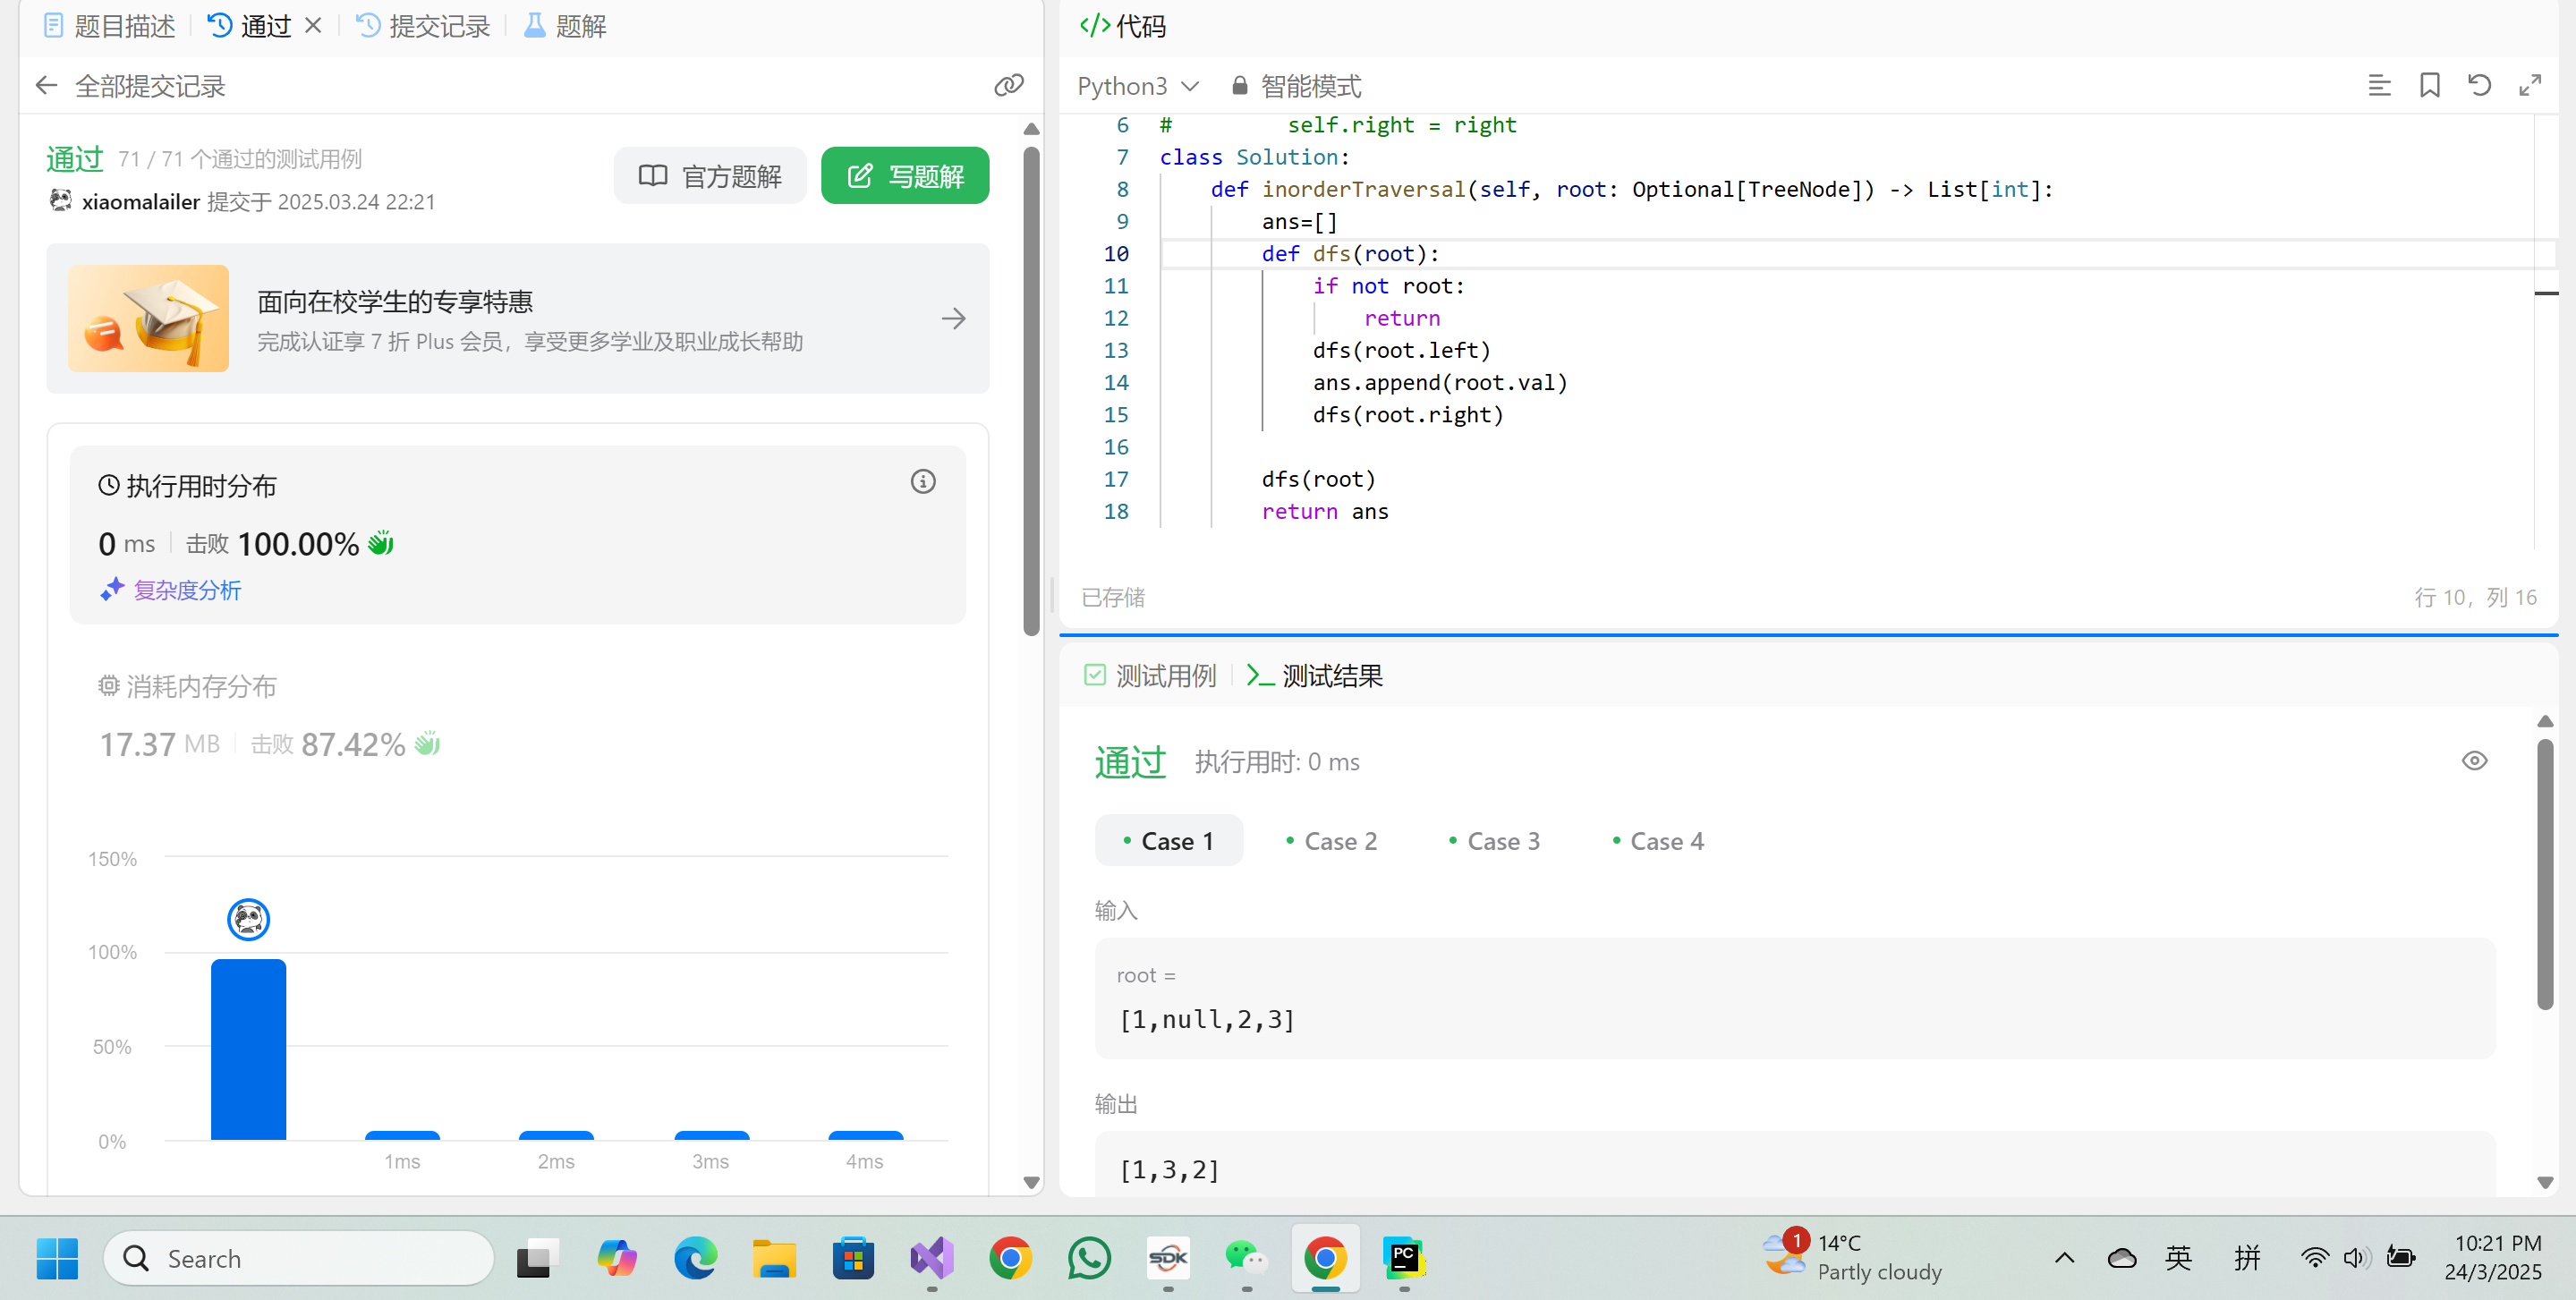 题目描述 通过 提交记录 题解
全部提交记录
通过 71 / 71 个通过的测试用例
xiaomalailer 提交于 2025.03.24 22:21
官方题解 写题解
面向在校学生的专享特惠
完成认证享 7 折 Plus 会员，享受更多学业及职业成长帮助
执行用时分布
0 ms 击败 100.00%
复杂度分析
消耗内存分布
17.37 MB 击败 87.42%
150%
100%
50%
0%
1ms 2ms 3ms 4ms
</>代码
Python3 智能模式
6 #         self.right = right
7 class Solution:
8     def inorderTraversal(self, root: Optional[TreeNode]) -> List[int]:
9         ans=[]
10         def dfs(root):
11             if not root:
12                 return
13             dfs(root.left)
14             ans.append(root.val)
15             dfs(root.right)
16
17         dfs(root)
18         return ans
已存储 行 10，列 16
测试用例 测试结果
通过 执行用时: 0 ms
Case 1 Case 2 Case 3 Case 4
输入
root =
[1,null,2,3]
输出
[1,3,2]
Search
SDK
PC
1
14°C
Partly cloudy
英 拼
10:21 PM
24/3/2025